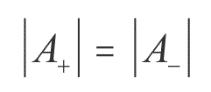 |A₊| = |A₋|